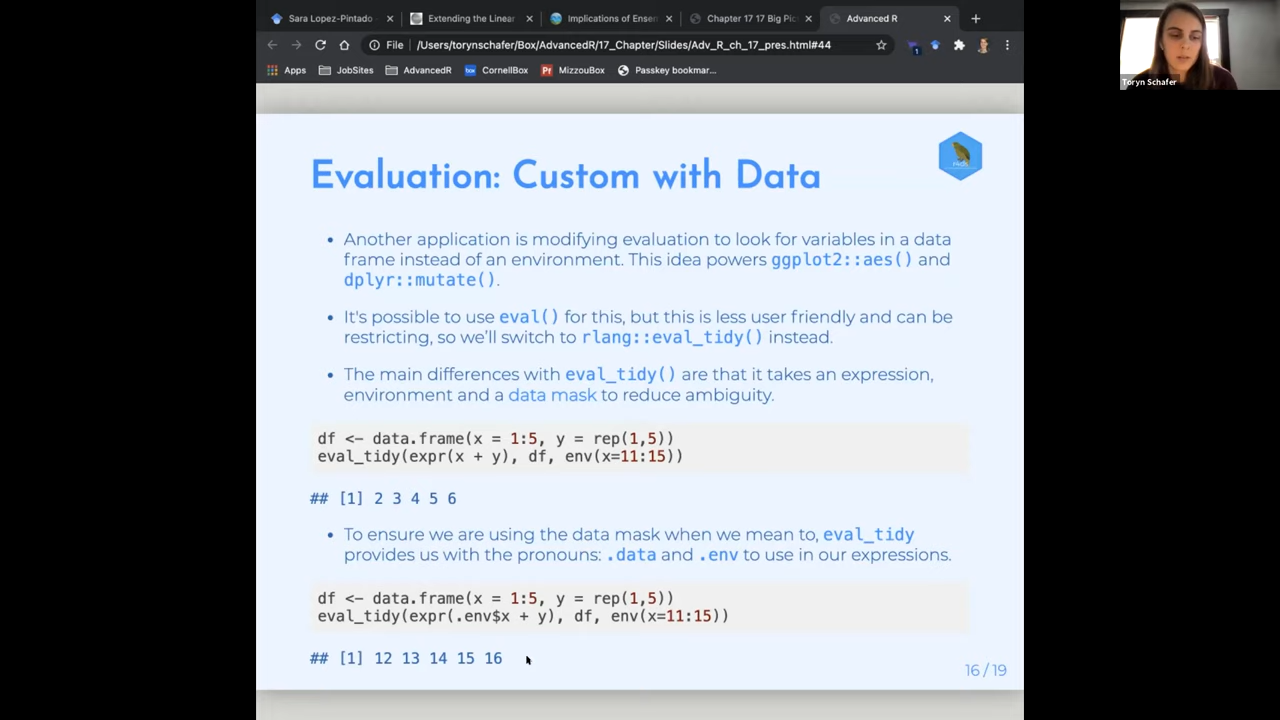 Sara Lopez-Pintado
Extending the Linear
Implications of Ensem
Chapter 17 17 Big Pic
Advanced R
File
/Users/torynschafer/Box/AdvancedR/17_Chapter/Slides/Adv_R_ch_17_pres.html#44
Apps
JobSites
AdvancedR
box
CornellBox
Pr
MizzouBox
Passkey bookmar...
Toryn Schafer
Evaluation: Custom with Data
• Another application is modifying evaluation to look for variables in a data
frame instead of an environment. This idea powers ggplot2::aes() and
dplyr::mutate().
• It's possible to use eval() for this, but this is less user friendly and can be
restricting, so we'll switch to rlang::eval_tidy() instead.
• The main differences with eval_tidy() are that it takes an expression,
environment and a data mask to reduce ambiguity.
df <- data.frame(x = 1:5, y = rep(1,5))
eval_tidy(expr(x + y), df, env(x=11:15))
## [1] 2 3 4 5 6
• To ensure we are using the data mask when we mean to, eval_tidy
provides us with the pronouns: .data and .env to use in our expressions.
df <- data.frame(x = 1:5, y = rep(1,5))
eval_tidy(expr(.env$x + y), df, env(x=11:15))
## [1] 12 13 14 15 16
16 / 19